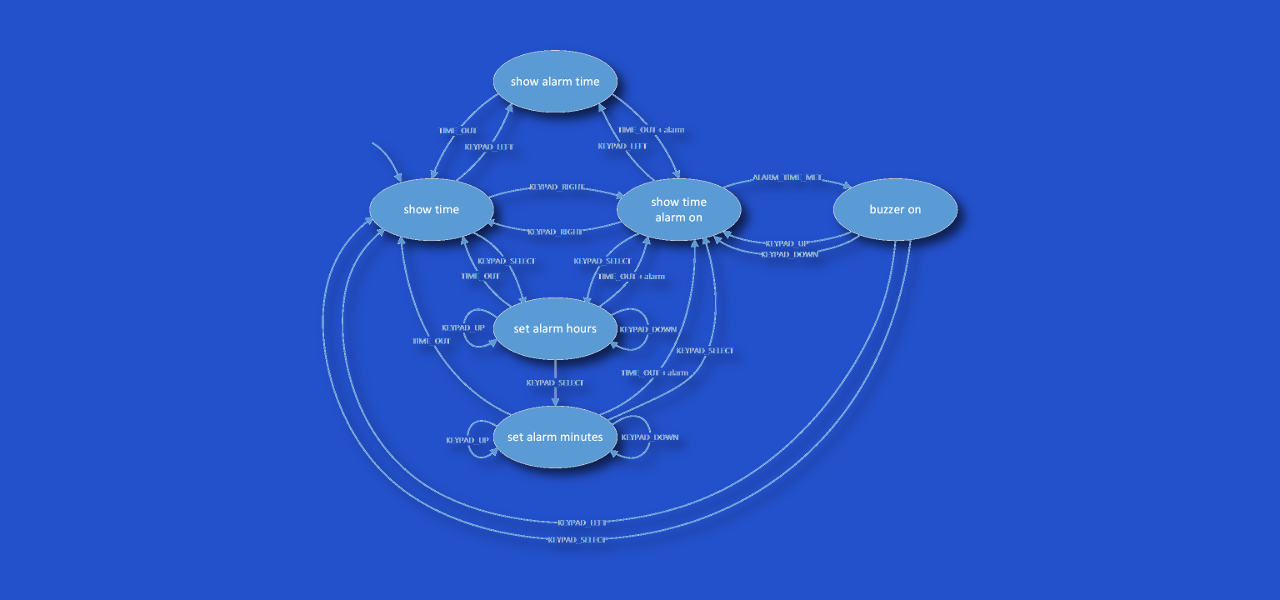 show alarm time
TIME_OUT
TIME_OUT + alarm
KEYPAD_LEFT
KEYPAD_LEFT
ALARM_TIME_MET
KEYPAD_RIGHT
show time
show time
alarm on
buzzer on
KEYPAD_RIGHT
KEYPAD_UP
KEYPAD_DOWN
KEYPAD_SELECT
KEYPAD_SELECT
TIME_OUT
TIME_OUT + alarm
KEYPAD_UP
set alarm hours
KEYPAD_DOWN
TIME_OUT
KEYPAD_SELECT
TIME_OUT + alarm
KEYPAD_SELECT
KEYPAD_UP
set alarm minutes
KEYPAD_DOWN
KEYPAD_LEFT
KEYPAD_SELECT